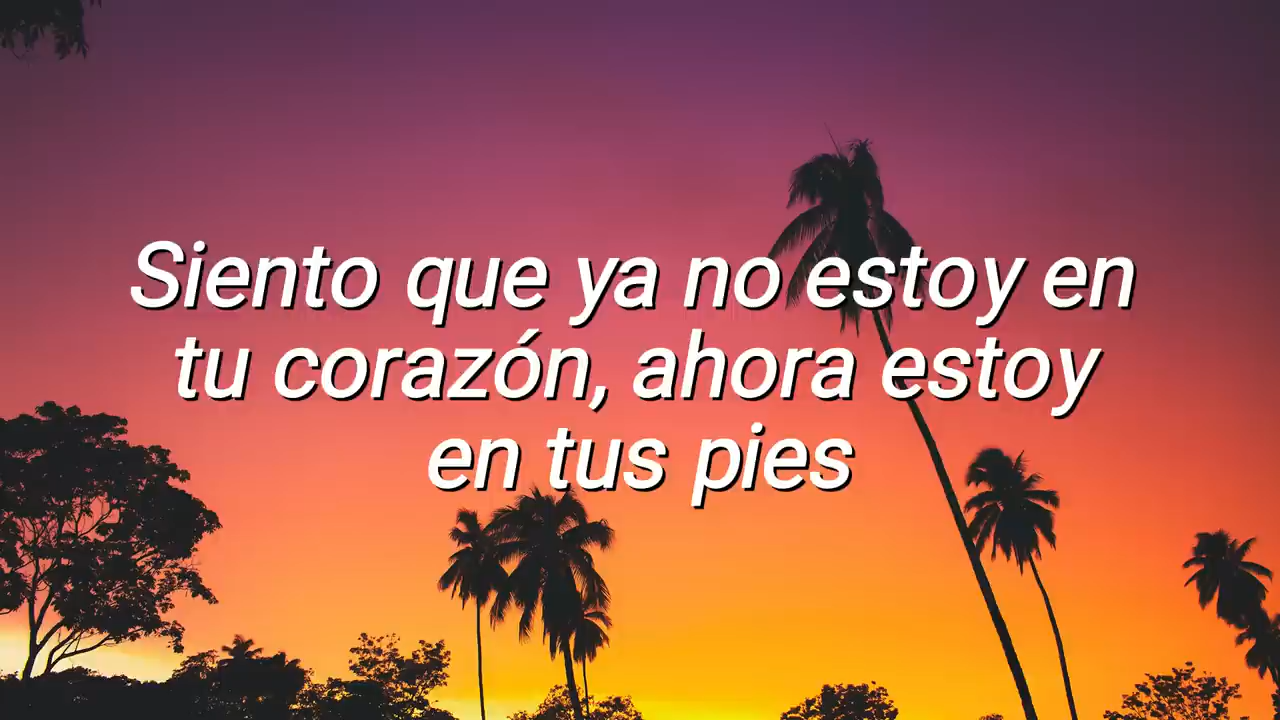 Siento que ya no estoy en
tu corazón, ahora estoy
en tus pies